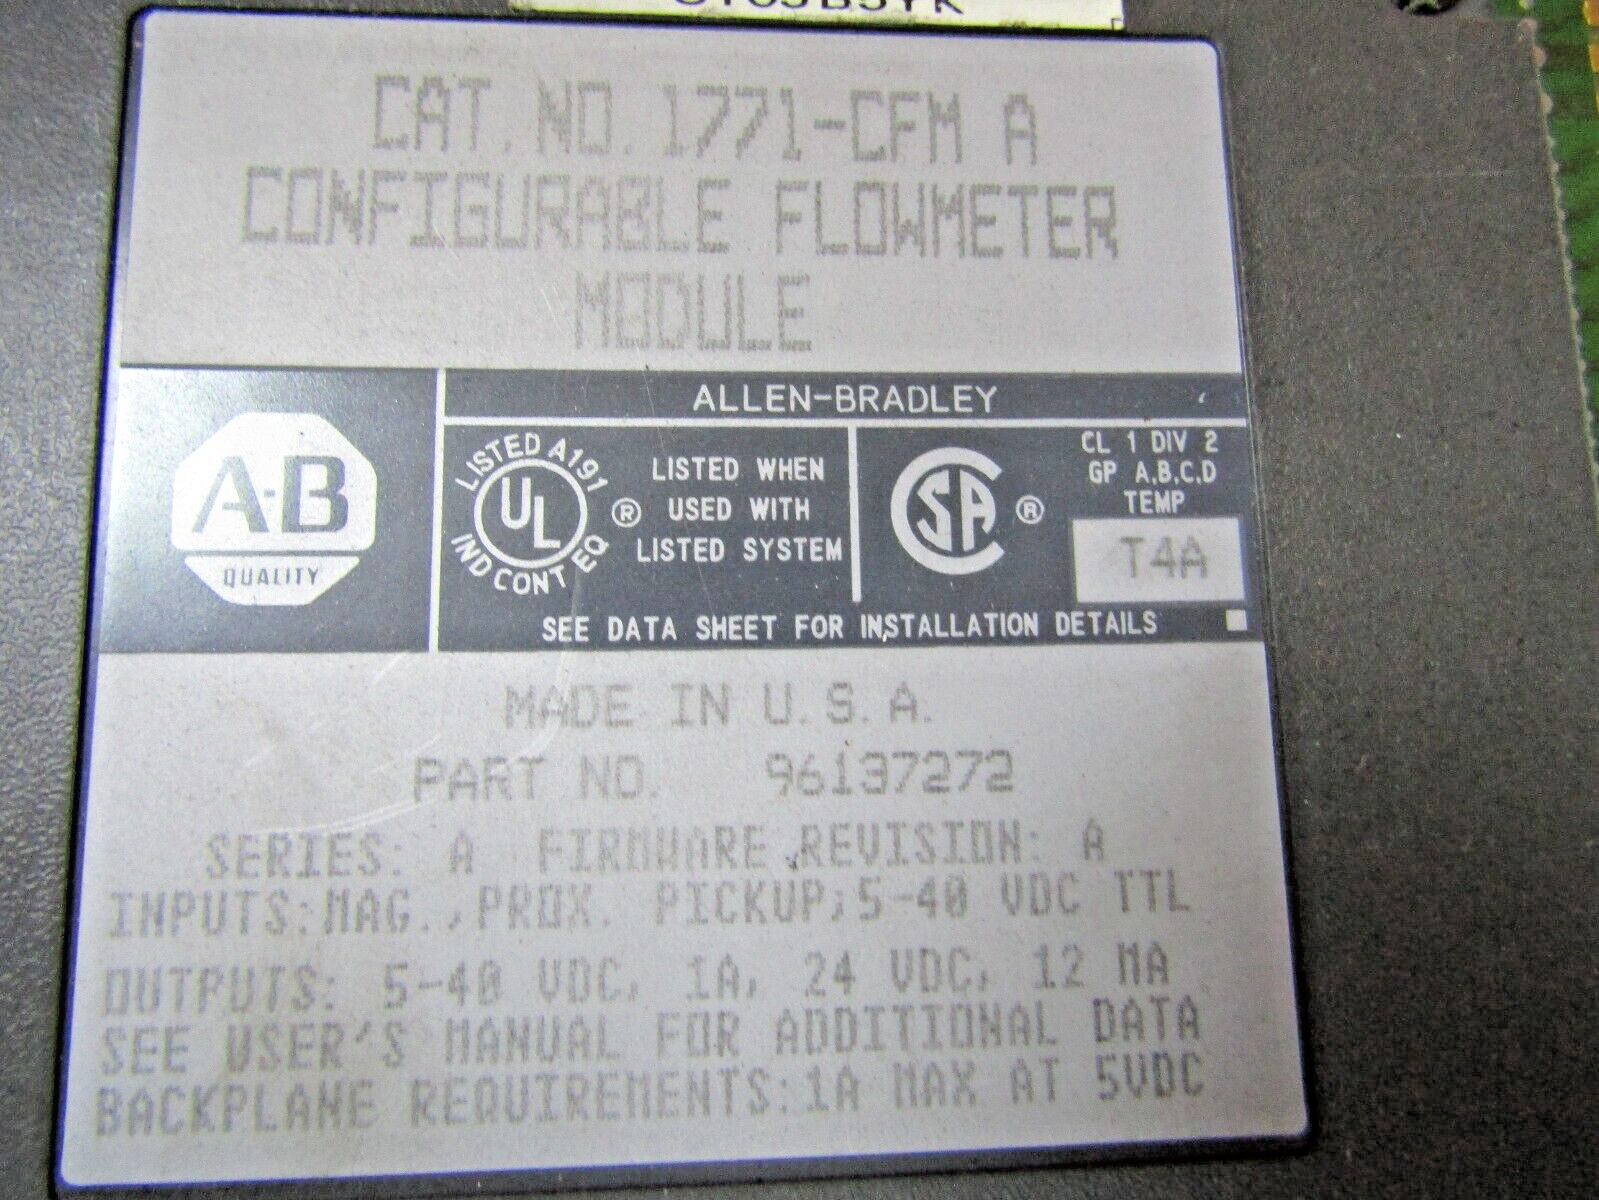 CAT. NO. 1771-CFM A
CONFIGURABLE FLOWMETER
MODULE
ALLEN-BRADLEY
A-B
QUALITY
LISTED A191
UL
IND CONT EQ
®
LISTED WHEN
USED WITH
LISTED SYSTEM
SA
®
CL 1 DIV 2
GP A,B,C,D
TEMP
T4A
SEE DATA SHEET FOR INSTALLATION DETAILS
MADE IN U.S.A.
PART NO. 96137272
SERIES: A FIRMWARE REVISION: A
INPUTS: MAG., PROX. PICKUP; 5-40 VDC TTL
OUTPUTS: 5-40 VDC, 1A, 24 VDC, 12 MA
SEE USER'S MANUAL FOR ADDITIONAL DATA
BACKPLANE REQUIREMENTS: 1A MAX AT 5VDC